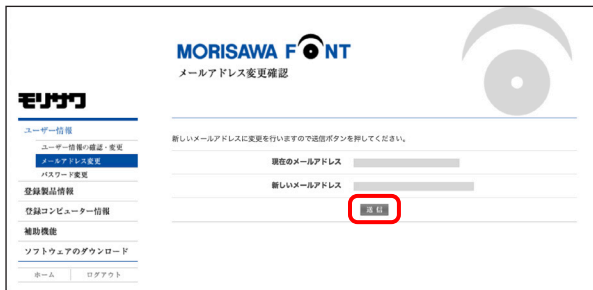 MORISAWA FONT
メールアドレス変更確認
モリサワ
ユーザー情報
ユーザー情報の確認・変更
メールアドレス変更
パスワード変更
登録製品情報
登録コンピューター情報
補助機能
ソフトウェアのダウンロード
ホーム ログアウト
新しいメールアドレスに変更を行いますので送信ボタンを押してください。
現在のメールアドレス
新しいメールアドレス
送信